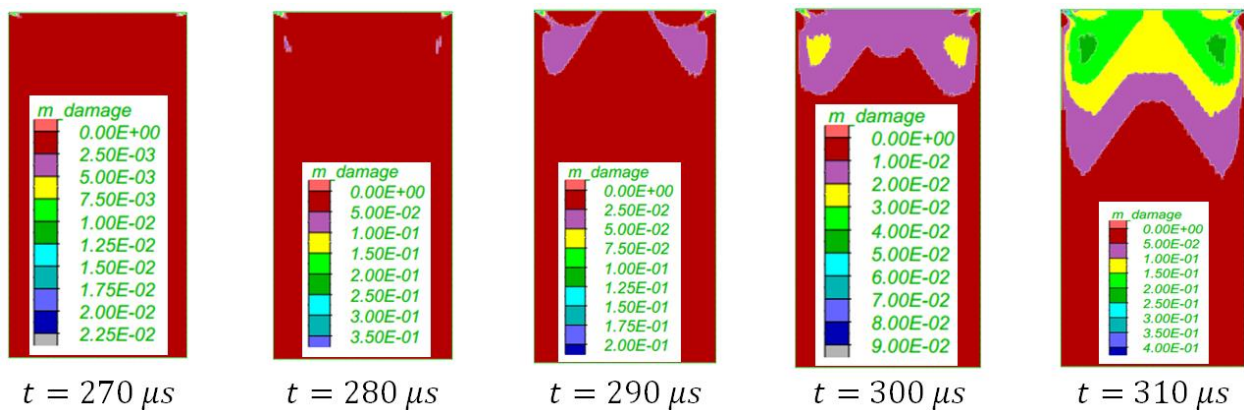 m_damage
0.00E+00
2.50E-03
5.00E-03
7.50E-03
1.00E-02
1.25E-02
1.50E-02
1.75E-02
2.00E-02
2.25E-02
t = 270 μs
m_damage
0.00E+00
5.00E-02
1.00E-01
1.50E-01
2.00E-01
2.50E-01
3.00E-01
3.50E-01
t = 280 μs
m_damage
0.00E+00
2.50E-02
5.00E-02
7.50E-02
1.00E-01
1.25E-01
1.50E-01
1.75E-01
2.00E-01
t = 290 μs
m_damage
0.00E+00
1.00E-02
2.00E-02
3.00E-02
4.00E-02
5.00E-02
6.00E-02
7.00E-02
8.00E-02
9.00E-02
t = 300 μs
m_damage
0.00E+00
5.00E-02
1.00E-01
1.50E-01
2.00E-01
2.50E-01
3.00E-01
3.50E-01
4.00E-01
t = 310 μs